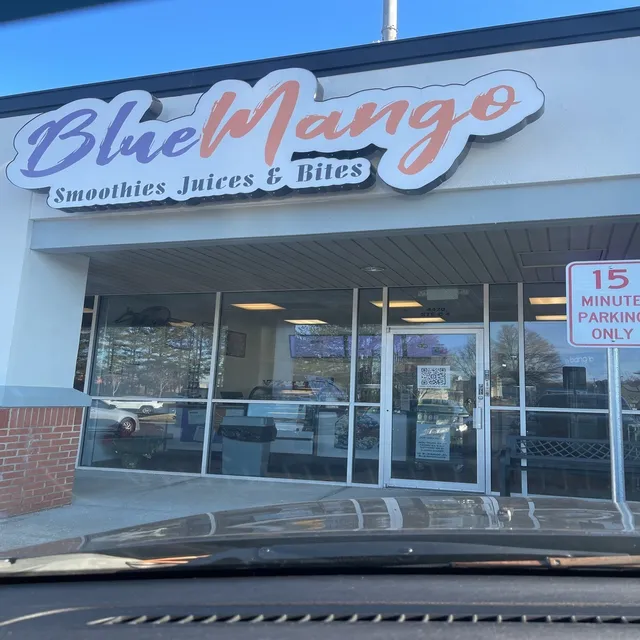 BlueMango
Smoothies Juices & Bites
15
MINUTE
PARKING
ONLY